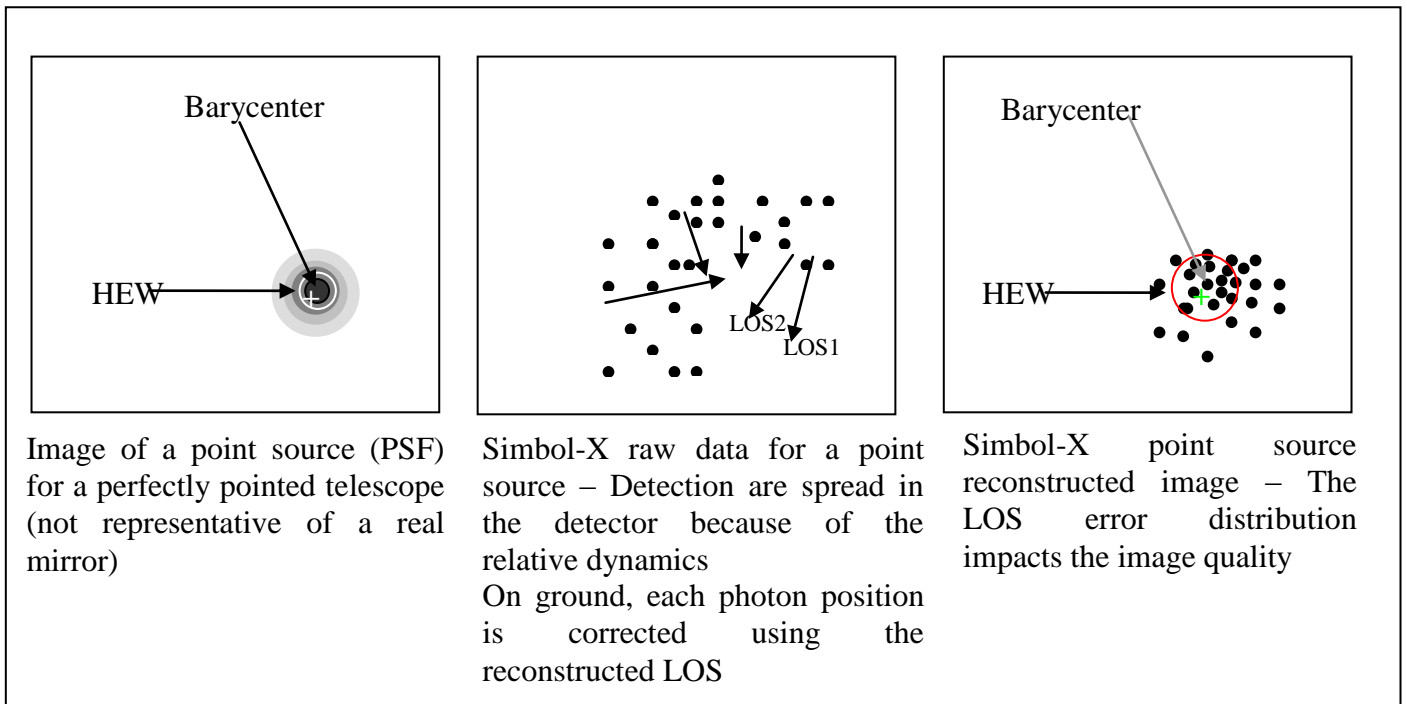 Barycenter
HEW
Image of a point source (PSF)
for a perfectly pointed telescope
(not representative of a real
mirror)
LOS2
LOS1
Simbol-X raw data for a point
source – Detection are spread in
the detector because of the
relative dynamics
On ground, each photon position
is corrected using the
reconstructed LOS
Barycenter
HEW
Simbol-X point source
reconstructed image – The
LOS error distribution
impacts the image quality